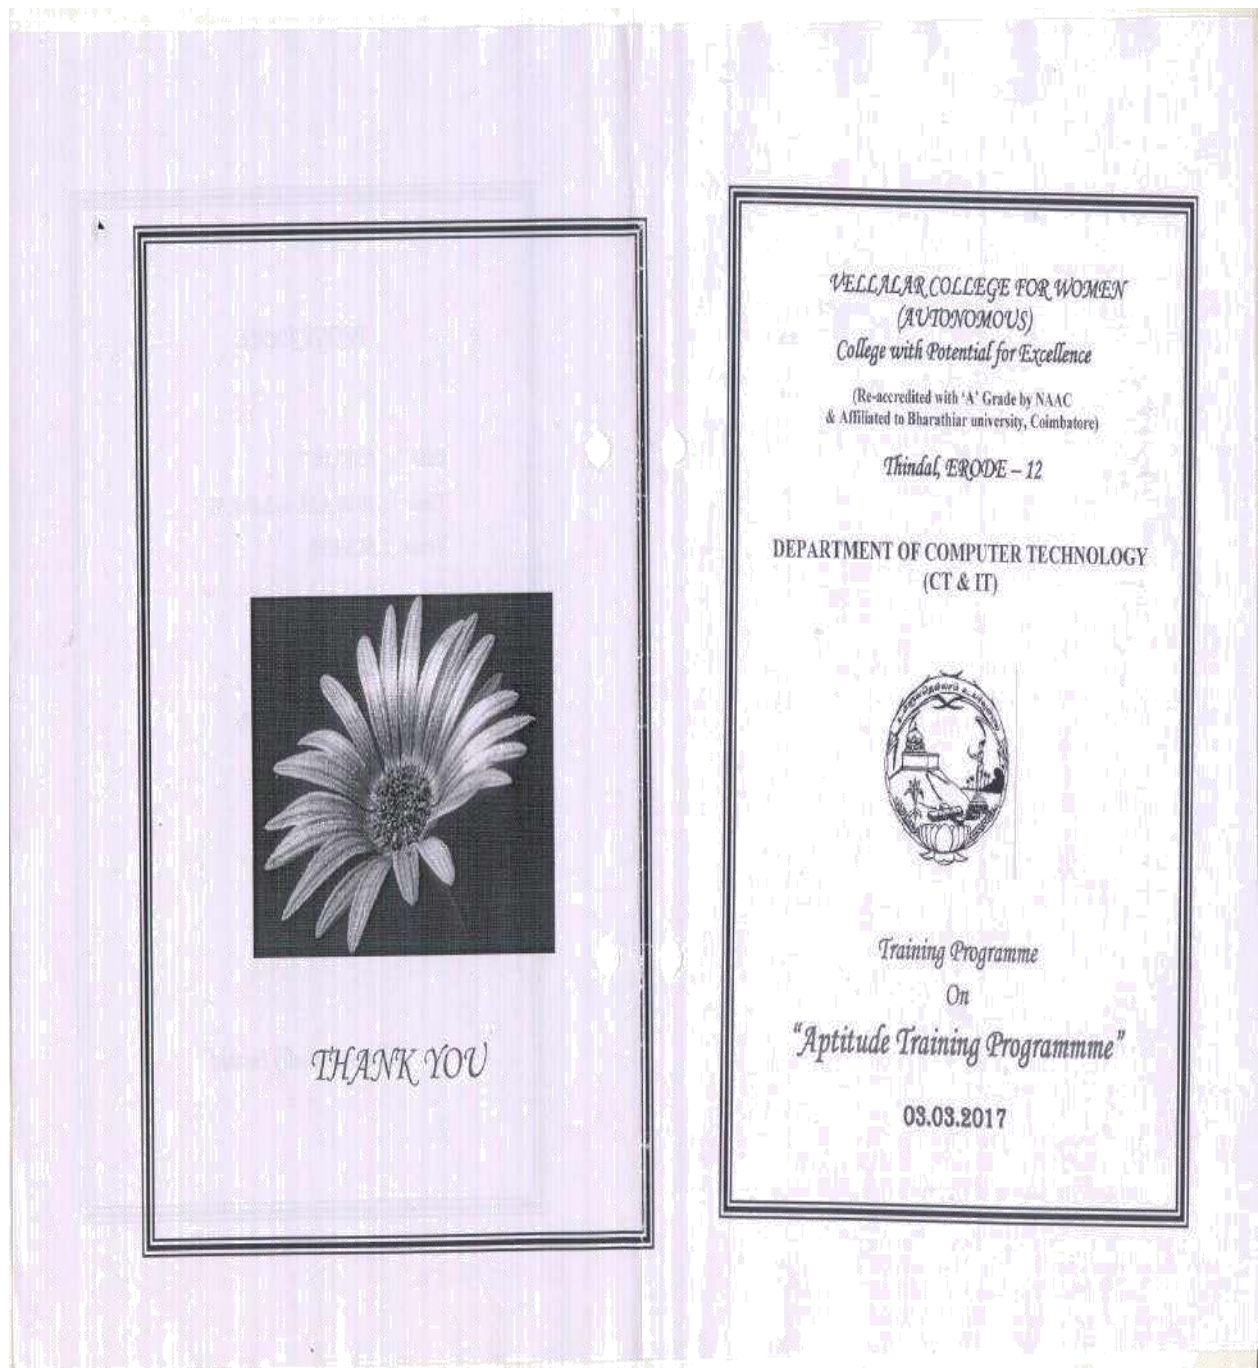 THANK YOU
VELLALAR COLLEGE FOR WOMEN
(AUTONOMOUS)
College with Potential for Excellence
(Re-accredited with 'A' Grade by NAAC
& Affiliated to Bharathiar university, Coimbatore)
Thindal, ERODE – 12
DEPARTMENT OF COMPUTER TECHNOLOGY
(CT & IT)
Training Programme
On
"Aptitude Training Programmme"
03.03.2017